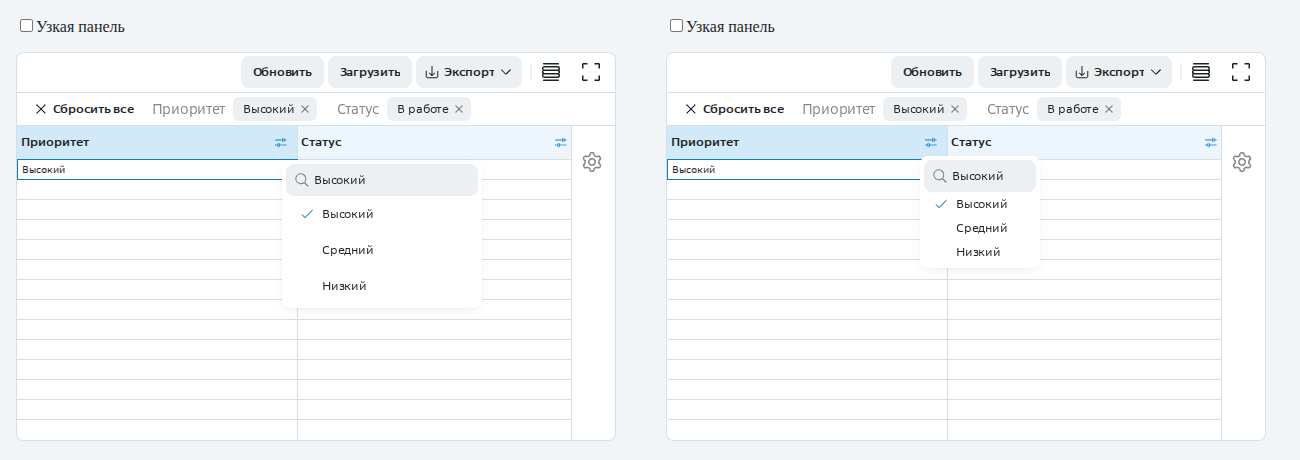 Узкая панель
Обновить Загрузить Экспорт
Сбросить все Приоритет Высокий Статус В работе
Приоритет Статус
Высокий
Высокий
Высокий
Средний
Низкий
Узкая панель
Обновить Загрузить Экспорт
Сбросить все Приоритет Высокий Статус В работе
Приоритет Статус
Высокий
Высокий
Высокий
Средний
Низкий